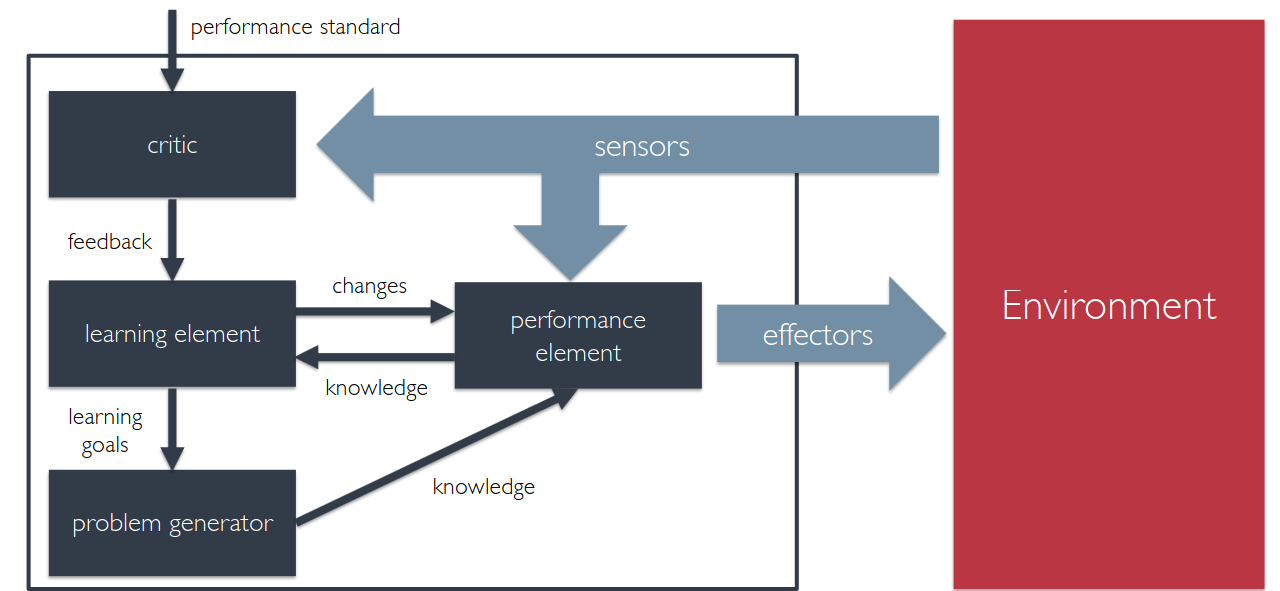 performance standard
critic
sensors
feedback
changes
learning element
performance
element
effectors
Environment
knowledge
learning
goals
knowledge
problem generator